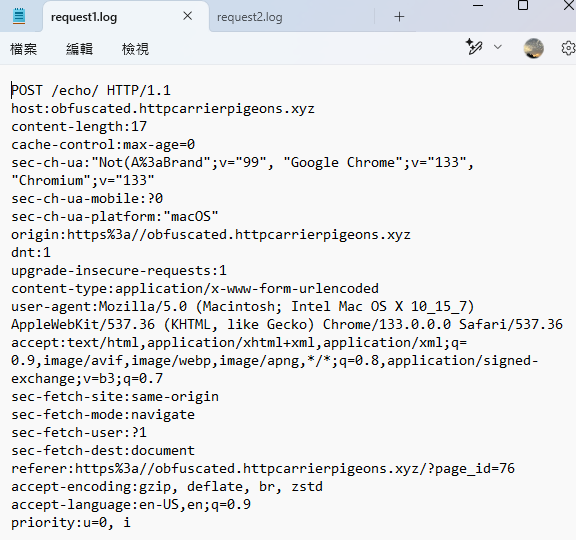 request1.log
request2.log
檔案 編輯 檢視
POST /echo/ HTTP/1.1
host:obfuscated.httpcarrierpigeons.xyz
content-length:17
cache-control:max-age=0
sec-ch-ua:"Not(A%3aBrand";v="99", "Google Chrome";v="133",
"Chromium";v="133"
sec-ch-ua-mobile:?0
sec-ch-ua-platform:"macOS"
origin:https%3a//obfuscated.httpcarrierpigeons.xyz
dnt:1
upgrade-insecure-requests:1
content-type:application/x-www-form-urlencoded
user-agent:Mozilla/5.0 (Macintosh; Intel Mac OS X 10_15_7)
AppleWebKit/537.36 (KHTML, like Gecko) Chrome/133.0.0.0 Safari/537.36
accept:text/html,application/xhtml+xml,application/xml;q=
0.9,image/avif,image/webp,image/apng,*/*;q=0.8,application/signed-
exchange;v=b3;q=0.7
sec-fetch-site:same-origin
sec-fetch-mode:navigate
sec-fetch-user:?1
sec-fetch-dest:document
referer:https%3a//obfuscated.httpcarrierpigeons.xyz/?page_id=76
accept-encoding:gzip, deflate, br, zstd
accept-language:en-US,en;q=0.9
priority:u=0, i